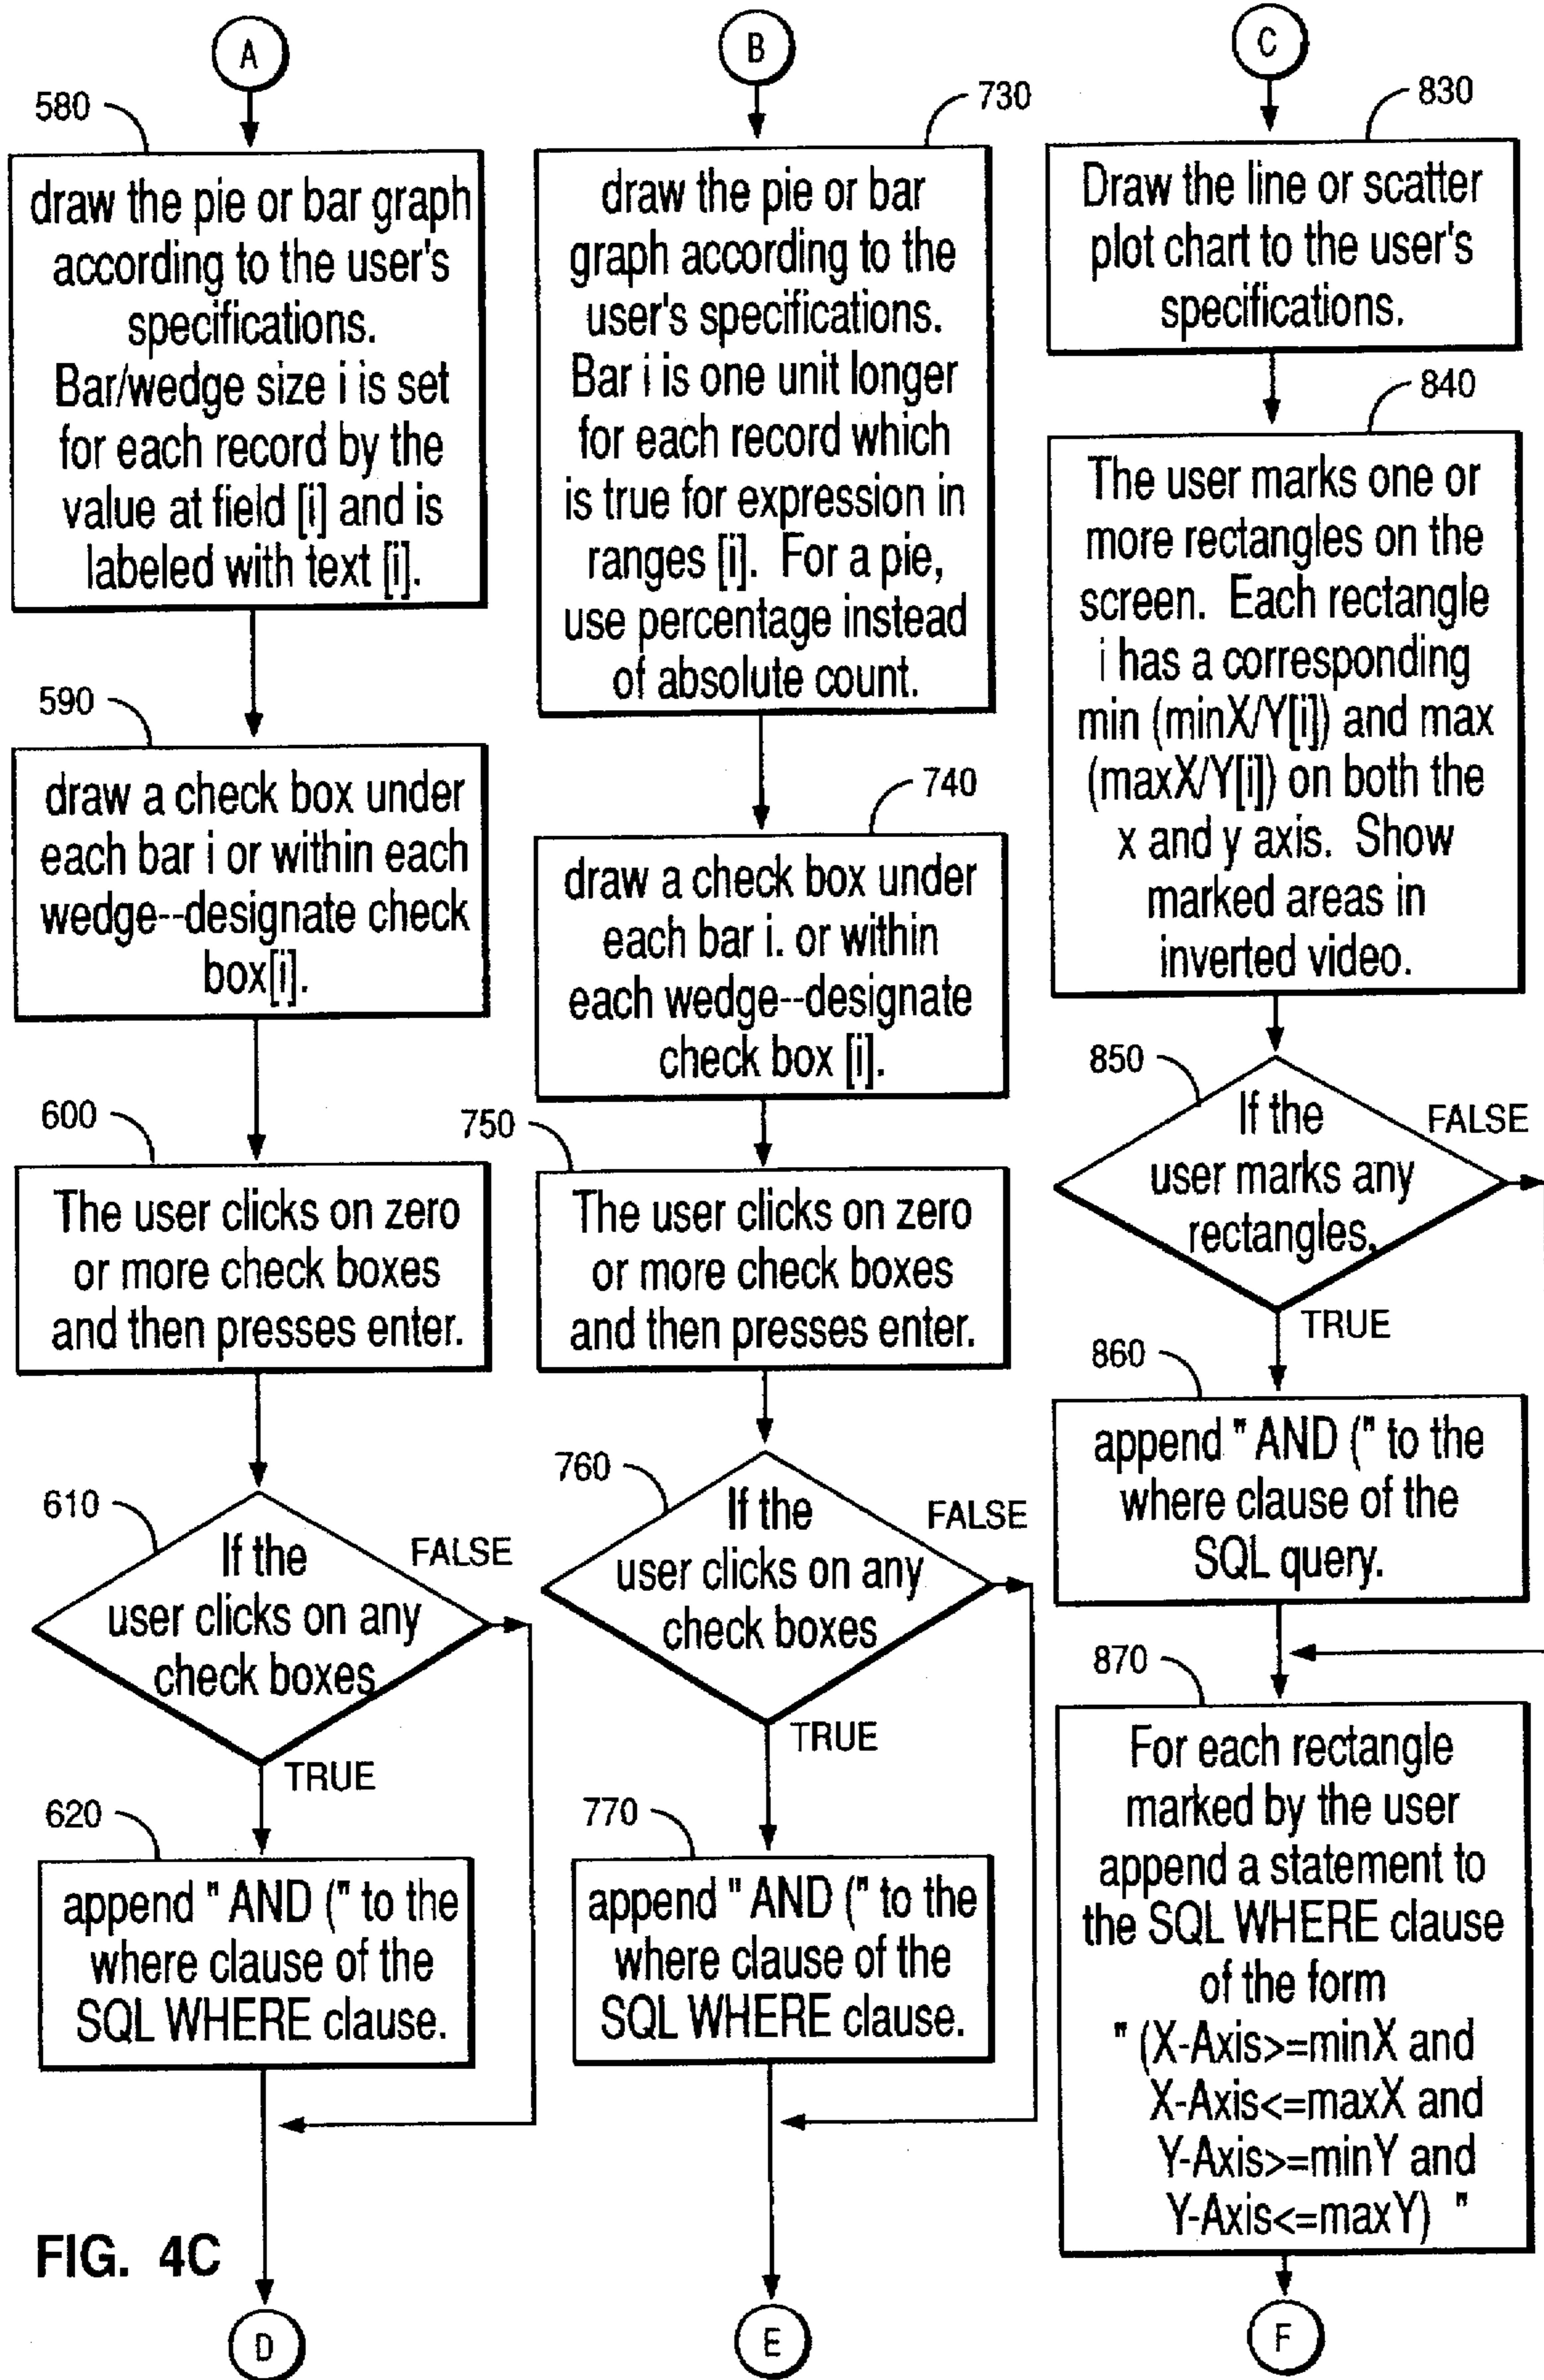 A
580
draw the pie or bar graph
according to the user's
specifications.
Bar/wedge size i is set
for each record by the
value at field [i] and is
labeled with text [i].
590
draw a check box under
each bar i or within each
wedge--designate check
box[i].
600
The user clicks on zero
or more check boxes
and then presses enter.
610
If the
user clicks on any
check boxes
FALSE
TRUE
620
append " AND (" to the
where clause of the
SQL WHERE clause.
D
B
730
draw the pie or bar
graph according to the
user's specifications.
Bar i is one unit longer
for each record which
is true for expression in
ranges [i]. For a pie,
use percentage instead
of absolute count.
740
draw a check box under
each bar i. or within
each wedge--designate
check box [i].
750
The user clicks on zero
or more check boxes
and then presses enter.
760
If the
user clicks on any
check boxes
FALSE
TRUE
770
append " AND (" to the
where clause of the
SQL WHERE clause.
E
C
830
Draw the line or scatter
plot chart to the user's
specifications.
840
The user marks one or
more rectangles on the
screen. Each rectangle
i has a corresponding
min (minX/Y[i]) and max
(maxX/Y[i]) on both the
x and y axis. Show
marked areas in
inverted video.
850
If the
user marks any
rectangles,
FALSE
TRUE
860
append " AND (" to the
where clause of the
SQL query.
870
For each rectangle
marked by the user
append a statement to
the SQL WHERE clause
of the form
" (X-Axis>=minX and
X-Axis<=maxX and
Y-Axis>=minY and
Y-Axis<=maxY) "
F
FIG. 4C